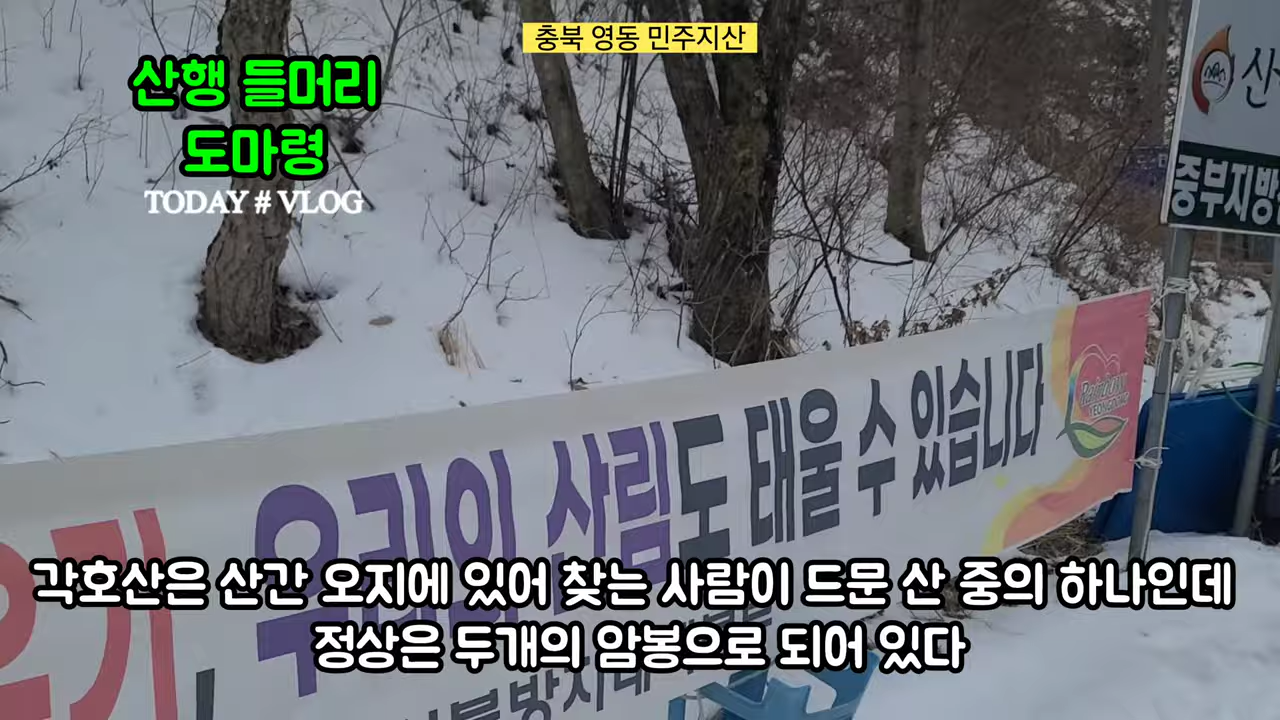 충북 영동 민주지산
산행 들머리
도마령
TODAY # VLOG
산
중부지방
우리의 산림도 태울 수 있습니다
Rainbow
YEONGDONG
각호산은 산간 오지에 있어 찾는 사람이 드문 산 중의 하나인데
정상은 두개의 암봉으로 되어 있다